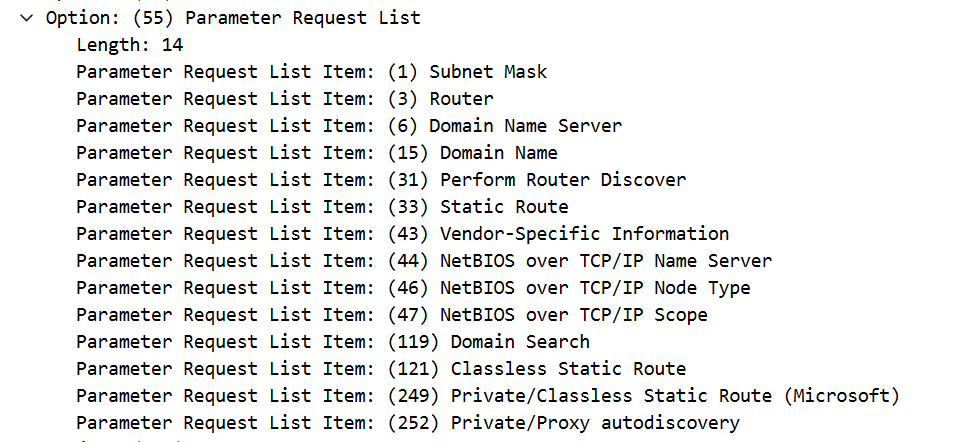 Option: (55) Parameter Request List
Length: 14
Parameter Request List Item: (1) Subnet Mask
Parameter Request List Item: (3) Router
Parameter Request List Item: (6) Domain Name Server
Parameter Request List Item: (15) Domain Name
Parameter Request List Item: (31) Perform Router Discover
Parameter Request List Item: (33) Static Route
Parameter Request List Item: (43) Vendor-Specific Information
Parameter Request List Item: (44) NetBIOS over TCP/IP Name Server
Parameter Request List Item: (46) NetBIOS over TCP/IP Node Type
Parameter Request List Item: (47) NetBIOS over TCP/IP Scope
Parameter Request List Item: (119) Domain Search
Parameter Request List Item: (121) Classless Static Route
Parameter Request List Item: (249) Private/Classless Static Route (Microsoft)
Parameter Request List Item: (252) Private/Proxy autodiscovery